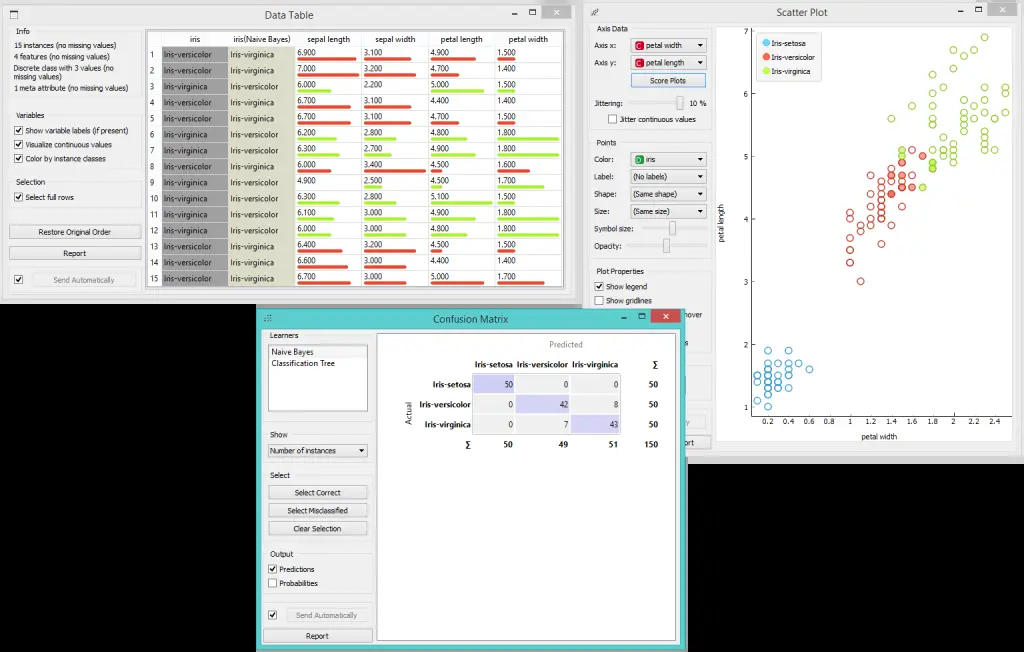 Data Table
Info
15 instances (no missing values)
4 features (no missing values)
Discrete class with 3 values (no
missing values)
1 meta attribute (no missing values)
Variables
Show variable labels (if present)
Visualize continuous values
Color by instance classes
Selection
Select full rows
Restore Original Order
Report
Send Automatically
iris iris(Naive Bayes) sepal length sepal width petal length petal width
1 Iris-versicolor Iris-virginica 6.900 3.100 4.900 1.500
2 Iris-versicolor Iris-virginica 7.000 3.200 4.700 1.400
3 Iris-virginica Iris-versicolor 6.000 2.200 5.000 1.500
4 Iris-versicolor Iris-virginica 6.700 3.100 4.400 1.400
5 Iris-versicolor Iris-virginica 6.700 3.100 4.700 1.500
6 Iris-virginica Iris-versicolor 6.200 2.800 4.800 1.800
7 Iris-virginica Iris-versicolor 6.300 2.700 4.900 1.800
8 Iris-versicolor Iris-virginica 6.000 3.400 4.500 1.600
9 Iris-virginica Iris-versicolor 4.900 2.500 4.500 1.700
10 Iris-virginica Iris-versicolor 6.300 2.800 5.100 1.500
11 Iris-virginica Iris-versicolor 6.100 3.000 4.900 1.800
12 Iris-virginica Iris-versicolor 6.000 3.000 4.800 1.800
13 Iris-versicolor Iris-virginica 6.400 3.200 4.500 1.500
14 Iris-versicolor Iris-virginica 6.600 3.000 4.400 1.400
15 Iris-versicolor Iris-virginica 6.700 3.000 5.000 1.700
Scatter Plot
Axis Data
Axis x: C petal width
Axis y: C petal length
Score Plots
Jittering: 10 %
Jitter continuous values
Points
Color: D iris
Label: (No labels)
Shape: (Same shape)
Size: (Same size)
Symbol size:
Opacity:
Plot Properties
Show legend
Show gridlines
Iris-setosa
Iris-versicolor
Iris-virginica
7
6
5
4
3
2
1
petal length
0.2 0.4 0.6 0.8 1 1.2 1.4 1.6 1.8 2 2.2 2.4
petal width
Confusion Matrix
Learners
Naive Bayes
Classification Tree
Show
Number of instances
Select
Select Correct
Select Misclassified
Clear Selection
Output
Predictions
Probabilities
Send Automatically
Report
Predicted
Iris-setosa Iris-versicolor Iris-virginica Σ
Actual
Iris-setosa 50 0 0 50
Iris-versicolor 0 42 8 50
Iris-virginica 0 7 43 50
Σ 50 49 51 150